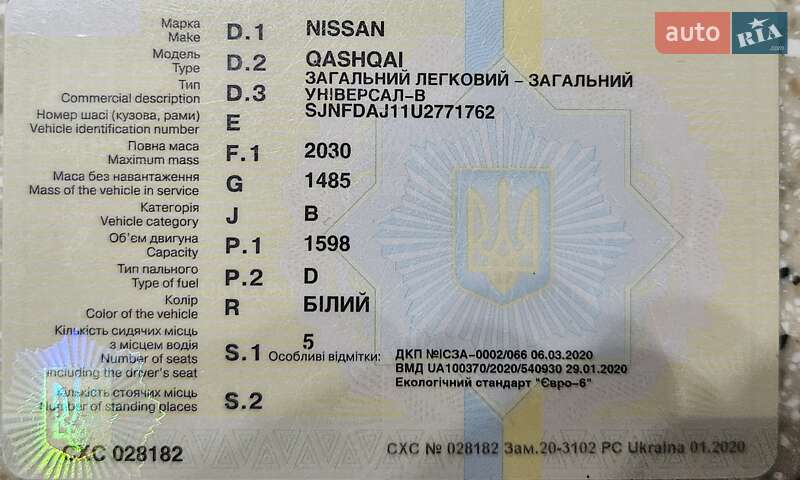 auto RIA .com
Марка
Make D.1 NISSAN
Модель
Type D.2 QASHQAI
Тип
Commercial description D.3 ЗАГАЛЬНИЙ ЛЕГКОВИЙ - ЗАГАЛЬНИЙ
УНІВЕРСАЛ-В
Номер шасі (кузова, рами)
Vehicle identification number E SJNFDAJ11U2771762
Повна маса
Maximum mass F.1 2030
Маса без навантаження
Mass of the vehicle in service G 1485
Категорія
Vehicle category J B
Об'єм двигуна
Capacity P.1 1598
Тип пального
Type of fuel P.2 D
Колір
Color of the vehicle R БІЛИЙ
Кількість сидячих місць
з місцем водія
Number of seats
including the driver's seat S.1 5
Особливі відмітки: ДКП №ІСЗА-0002/066 06.03.2020
ВМД UA100370/2020/540930 29.01.2020
Екологічний стандарт "Євро-6"
Кількість стоячих місць
Number of standing places S.2
СХС 028182
СХС № 028182 Зам.20-3102 PC Ukraina 01.2020